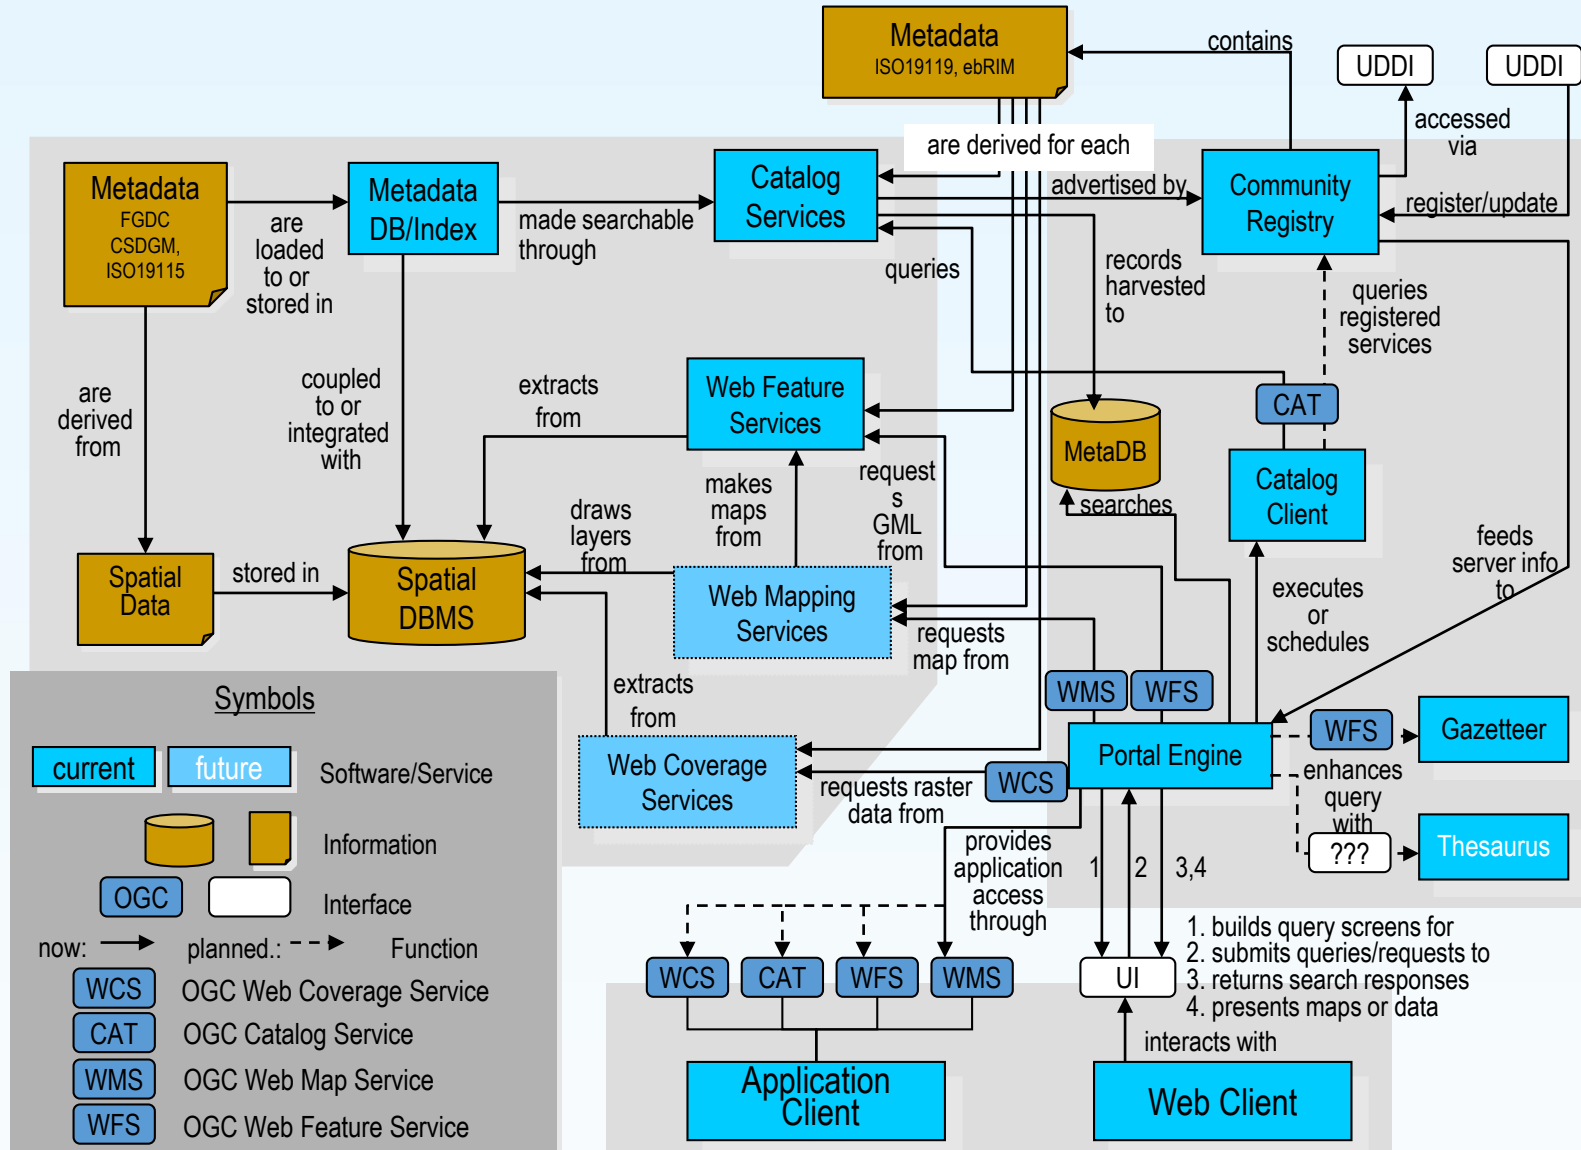 Metadata
ISO19119, ebRIM
contains
UDDI
UDDI
accessed
via
are derived for each
Metadata
FGDC
CSDGM,
ISO19115
are
loaded
to or
stored in
Metadata
DB/Index
made searchable
through
Catalog
Services
advertised by
Community
Registry
register/update
queries
records
harvested
to
queries
registered
services
are
derived
from
coupled
to or
integrated
with
extracts
from
Web Feature
Services
CAT
MetaDB
Catalog
Client
makes
maps
from
request
s
GML
from
searches
draws
layers
from
feeds
server info
to
Spatial
Data
stored in
Spatial
DBMS
Web Mapping
Services
requests
map from
executes
or
schedules
extracts
from
WMS
WFS
Web Coverage
Services
requests raster
data from
WCS
Portal Engine
WFS
Gazetteer
enhances
query
with
???
Thesaurus
provides
application
access
through
1
2
3,4
1. builds query screens for
2. submits queries/requests to
3. returns search responses
4. presents maps or data
WCS
CAT
WFS
WMS
UI
interacts with
Application
Client
Web Client
Symbols
current
future
Software/Service
Information
OGC
Interface
now:
planned.:
Function
WCS
OGC Web Coverage Service
CAT
OGC Catalog Service
WMS
OGC Web Map Service
WFS
OGC Web Feature Service